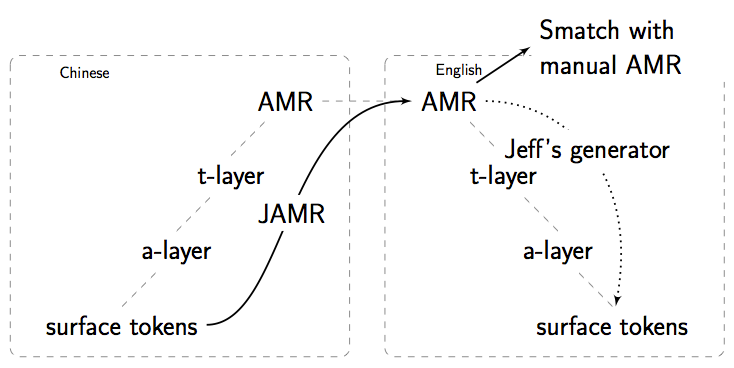 Smatch with
manual AMR
Chinese
English
AMR
AMR
Jeff's generator
t-layer
t-layer
JAMR
a-layer
a-layer
surface tokens
surface tokens